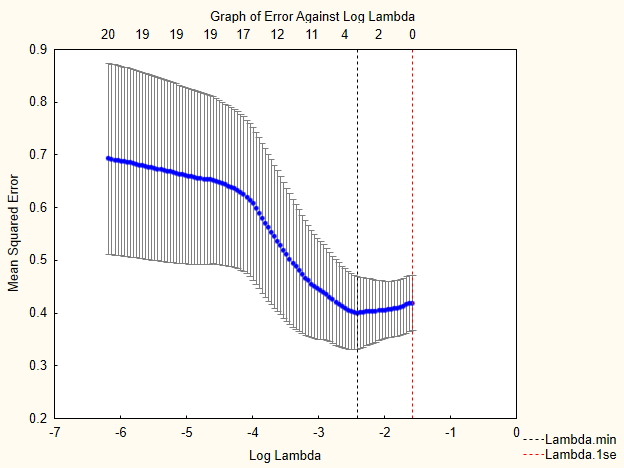 Graph of Error Against Log Lambda
20 19 19 19 17 12 11 4 2 0
0.9
0.8
0.7
0.6
0.5
0.4
0.3
0.2
Mean Squared Error
-7 -6 -5 -4 -3 -2 -1 0
Log Lambda
Lambda.min
Lambda.1se